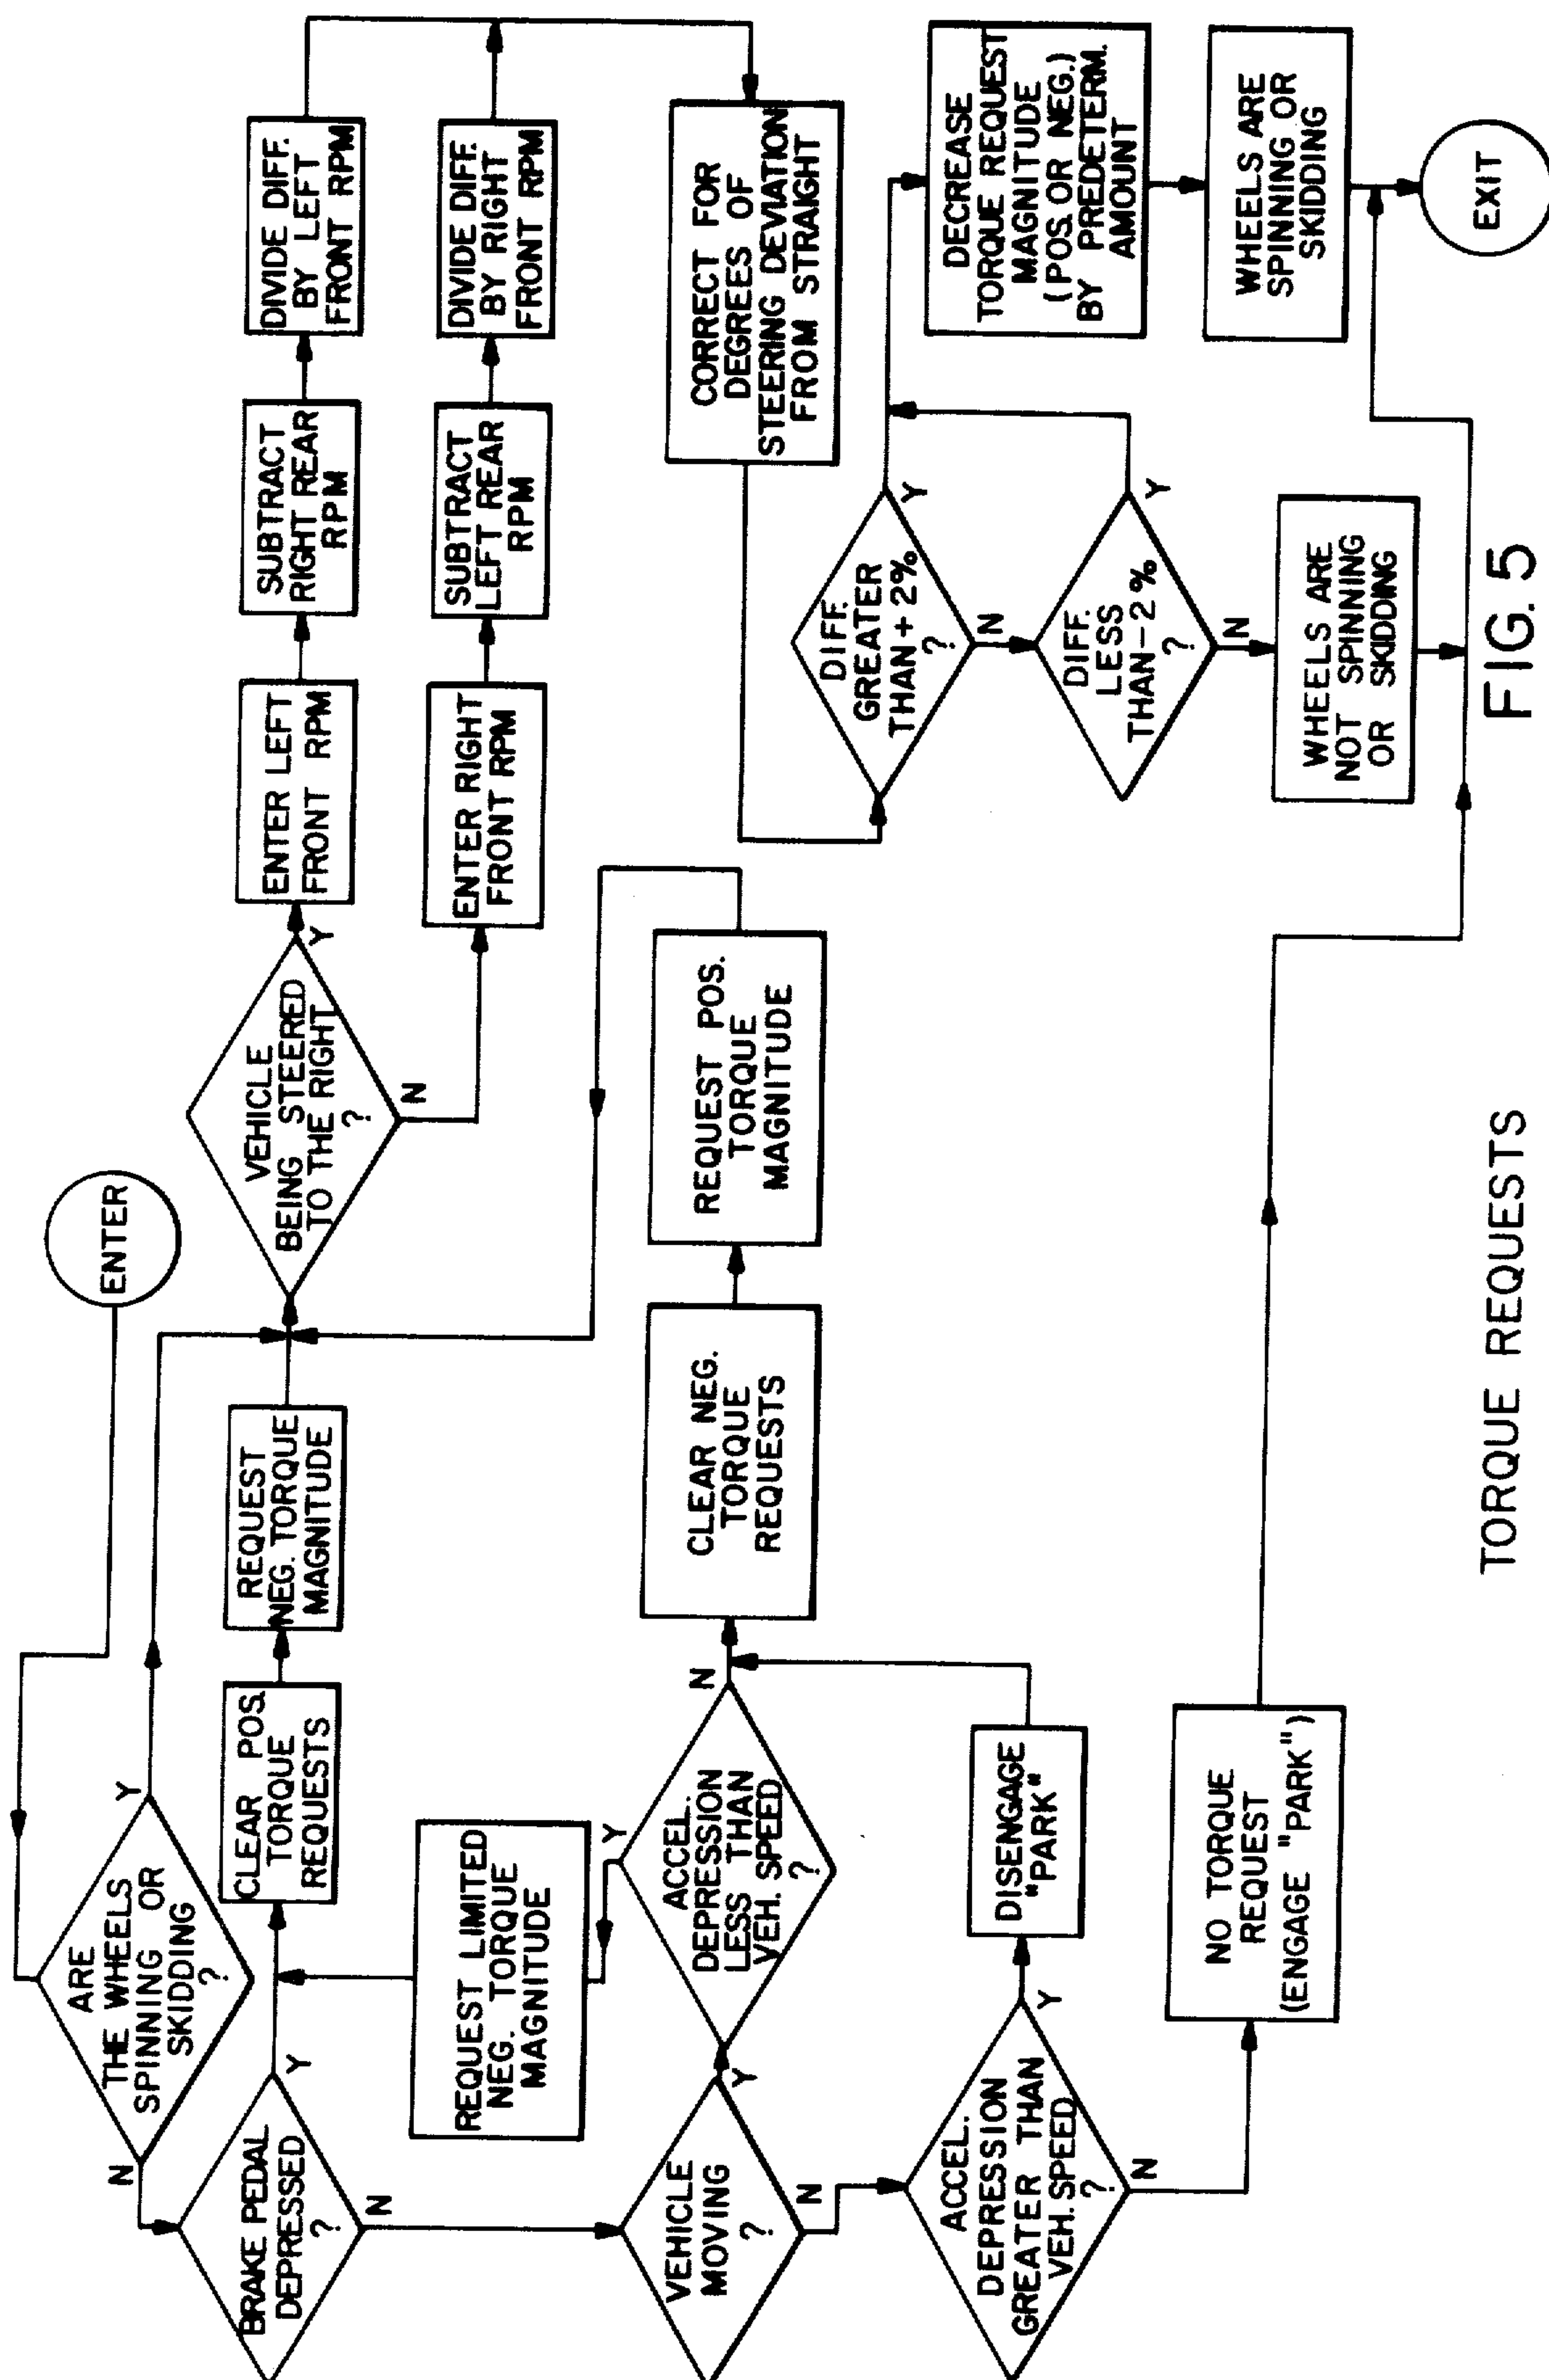 ENTER
ARE
THE WHEELS
SPINNING OR
SKIDDING
?
Y
N
BRAKE PEDAL
DEPRESSED
?
Y
N
CLEAR POS.
TORQUE
REQUESTS
REQUEST
NEG. TORQUE
MAGNITUDE
VEHICLE
BEING STEERED
TO THE RIGHT
?
Y
N
ENTER LEFT
FRONT RPM
SUBTRACT
RIGHT REAR
RPM
DIVIDE DIFF.
BY LEFT
FRONT RPM
ENTER RIGHT
FRONT RPM
SUBTRACT
LEFT REAR
RPM
DIVIDE DIFF.
BY RIGHT
FRONT RPM
REQUEST LIMITED
NEG. TORQUE
MAGNITUDE
VEHICLE
MOVING
?
Y
N
ACCEL.
DEPRESSION
LESS THAN
VEH. SPEED
?
Y
N
CLEAR NEG.
TORQUE
REQUESTS
REQUEST POS.
TORQUE
MAGNITUDE
CORRECT FOR
DEGREES OF
STEERING DEVIATION
FROM STRAIGHT
ACCEL.
DEPRESSION
GREATER THAN
VEH. SPEED
?
Y
N
DISENGAGE
"PARK"
NO TORQUE
REQUEST
(ENGAGE "PARK")
DIFF.
GREATER
THAN + 2%
?
Y
N
DIFF.
LESS
THAN - 2%
?
Y
N
WHEELS ARE
NOT SPINNING
OR SKIDDING
DECREASE
TORQUE REQUEST
MAGNITUDE
(POS. OR NEG.)
BY PREDETERM.
AMOUNT
WHEELS ARE
SPINNING OR
SKIDDING
EXIT
TORQUE REQUESTS
FIG. 5